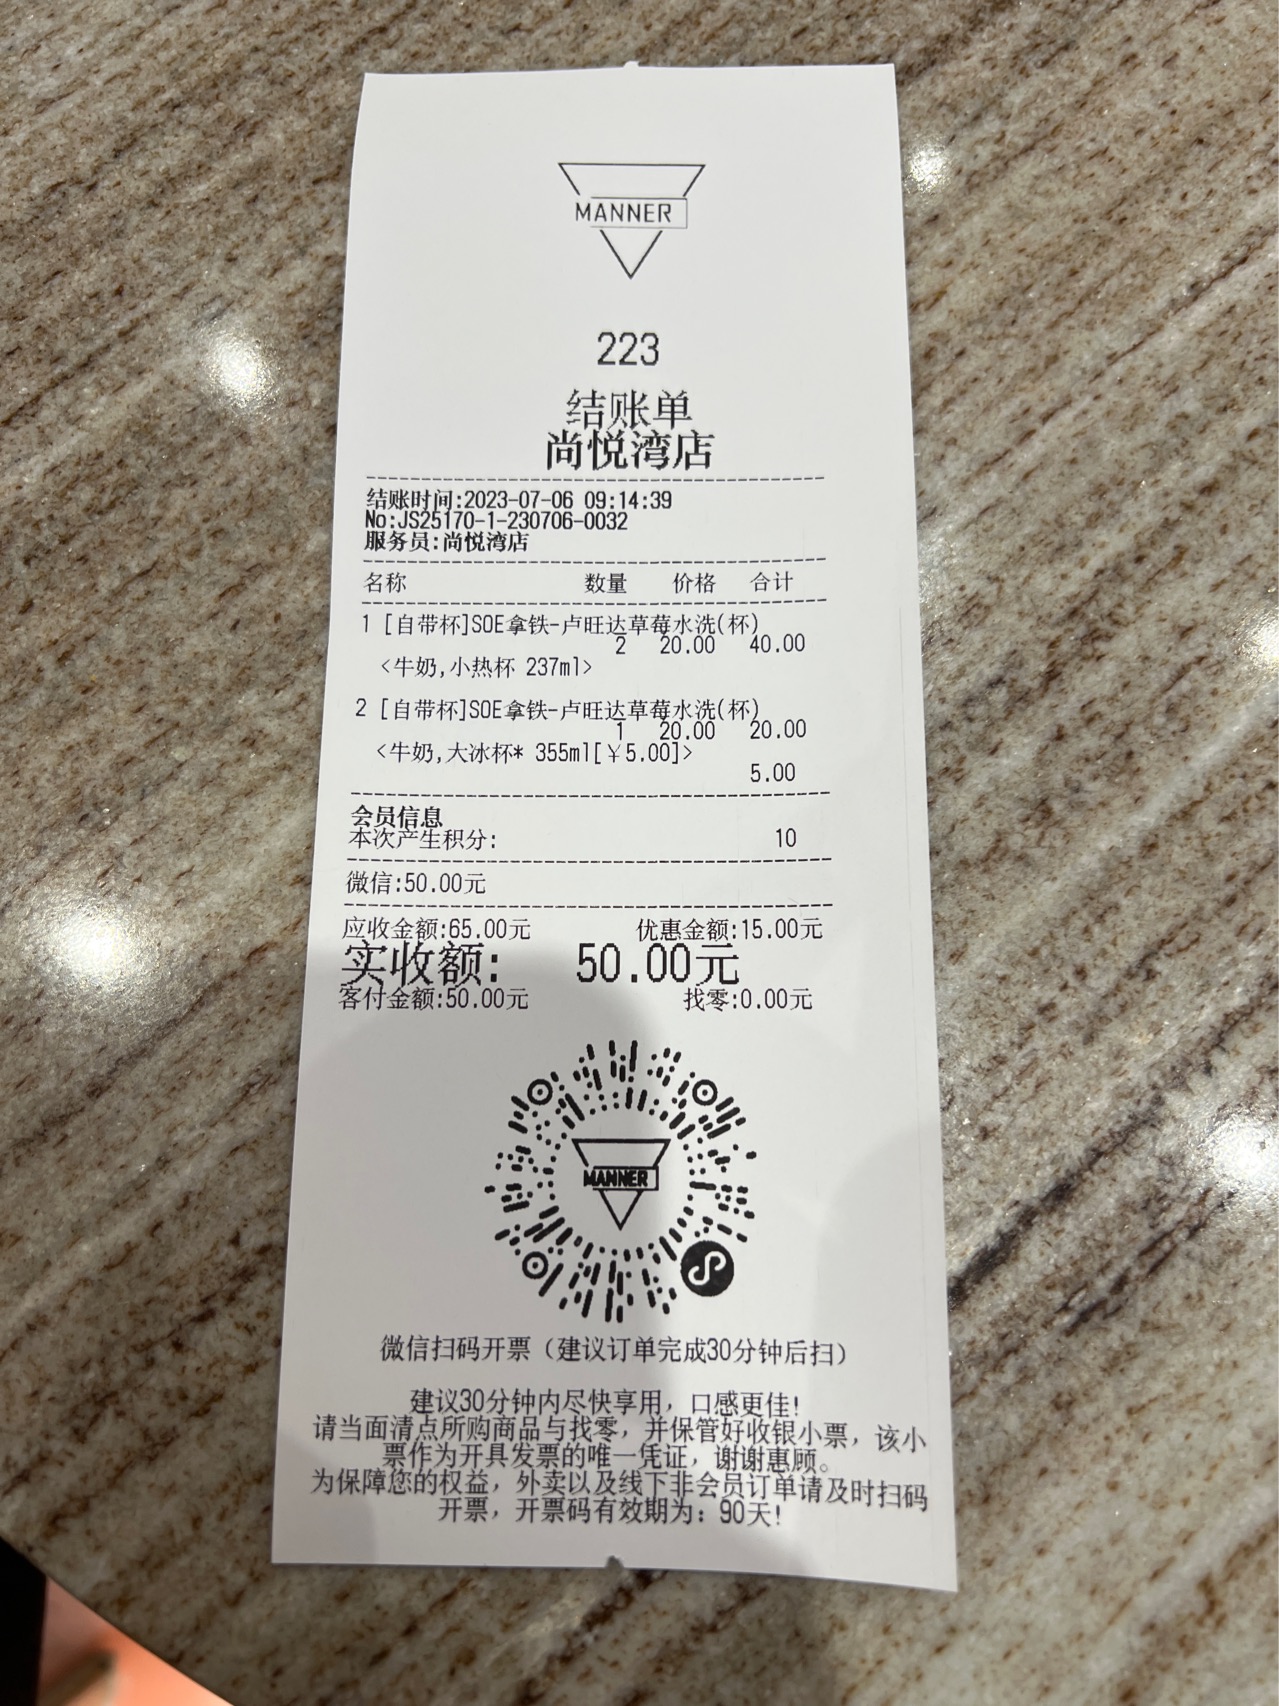 MANNER
223
结账单
尚悦湾店
结账时间:2023-07-06 09:14:39
No:JS25170-1-230706-0032
服务员:尚悦湾店
名称 数量 价格 合计
1 [自带杯]SOE拿铁-卢旺达草莓水洗(杯)
2 20.00 40.00
<牛奶,小热杯 237ml>
2 [自带杯]SOE拿铁-卢旺达草莓水洗(杯)
1 20.00 20.00
<牛奶,大冰杯* 355ml[￥5.00]>
5.00
会员信息
本次产生积分: 10
微信:50.00元
应收金额:65.00元 优惠金额:15.00元
实收额: 50.00元
客付金额:50.00元 找零:0.00元
MANNER
微信扫码开票（建议订单完成30分钟后扫）
建议30分钟内尽快享用，口感更佳!
请当面清点所购商品与找零，并保管好收银小票，该小
票作为开具发票的唯一凭证，谢谢惠顾。
为保障您的权益，外卖以及线下非会员订单请及时扫码
开票，开票码有效期为：90天!